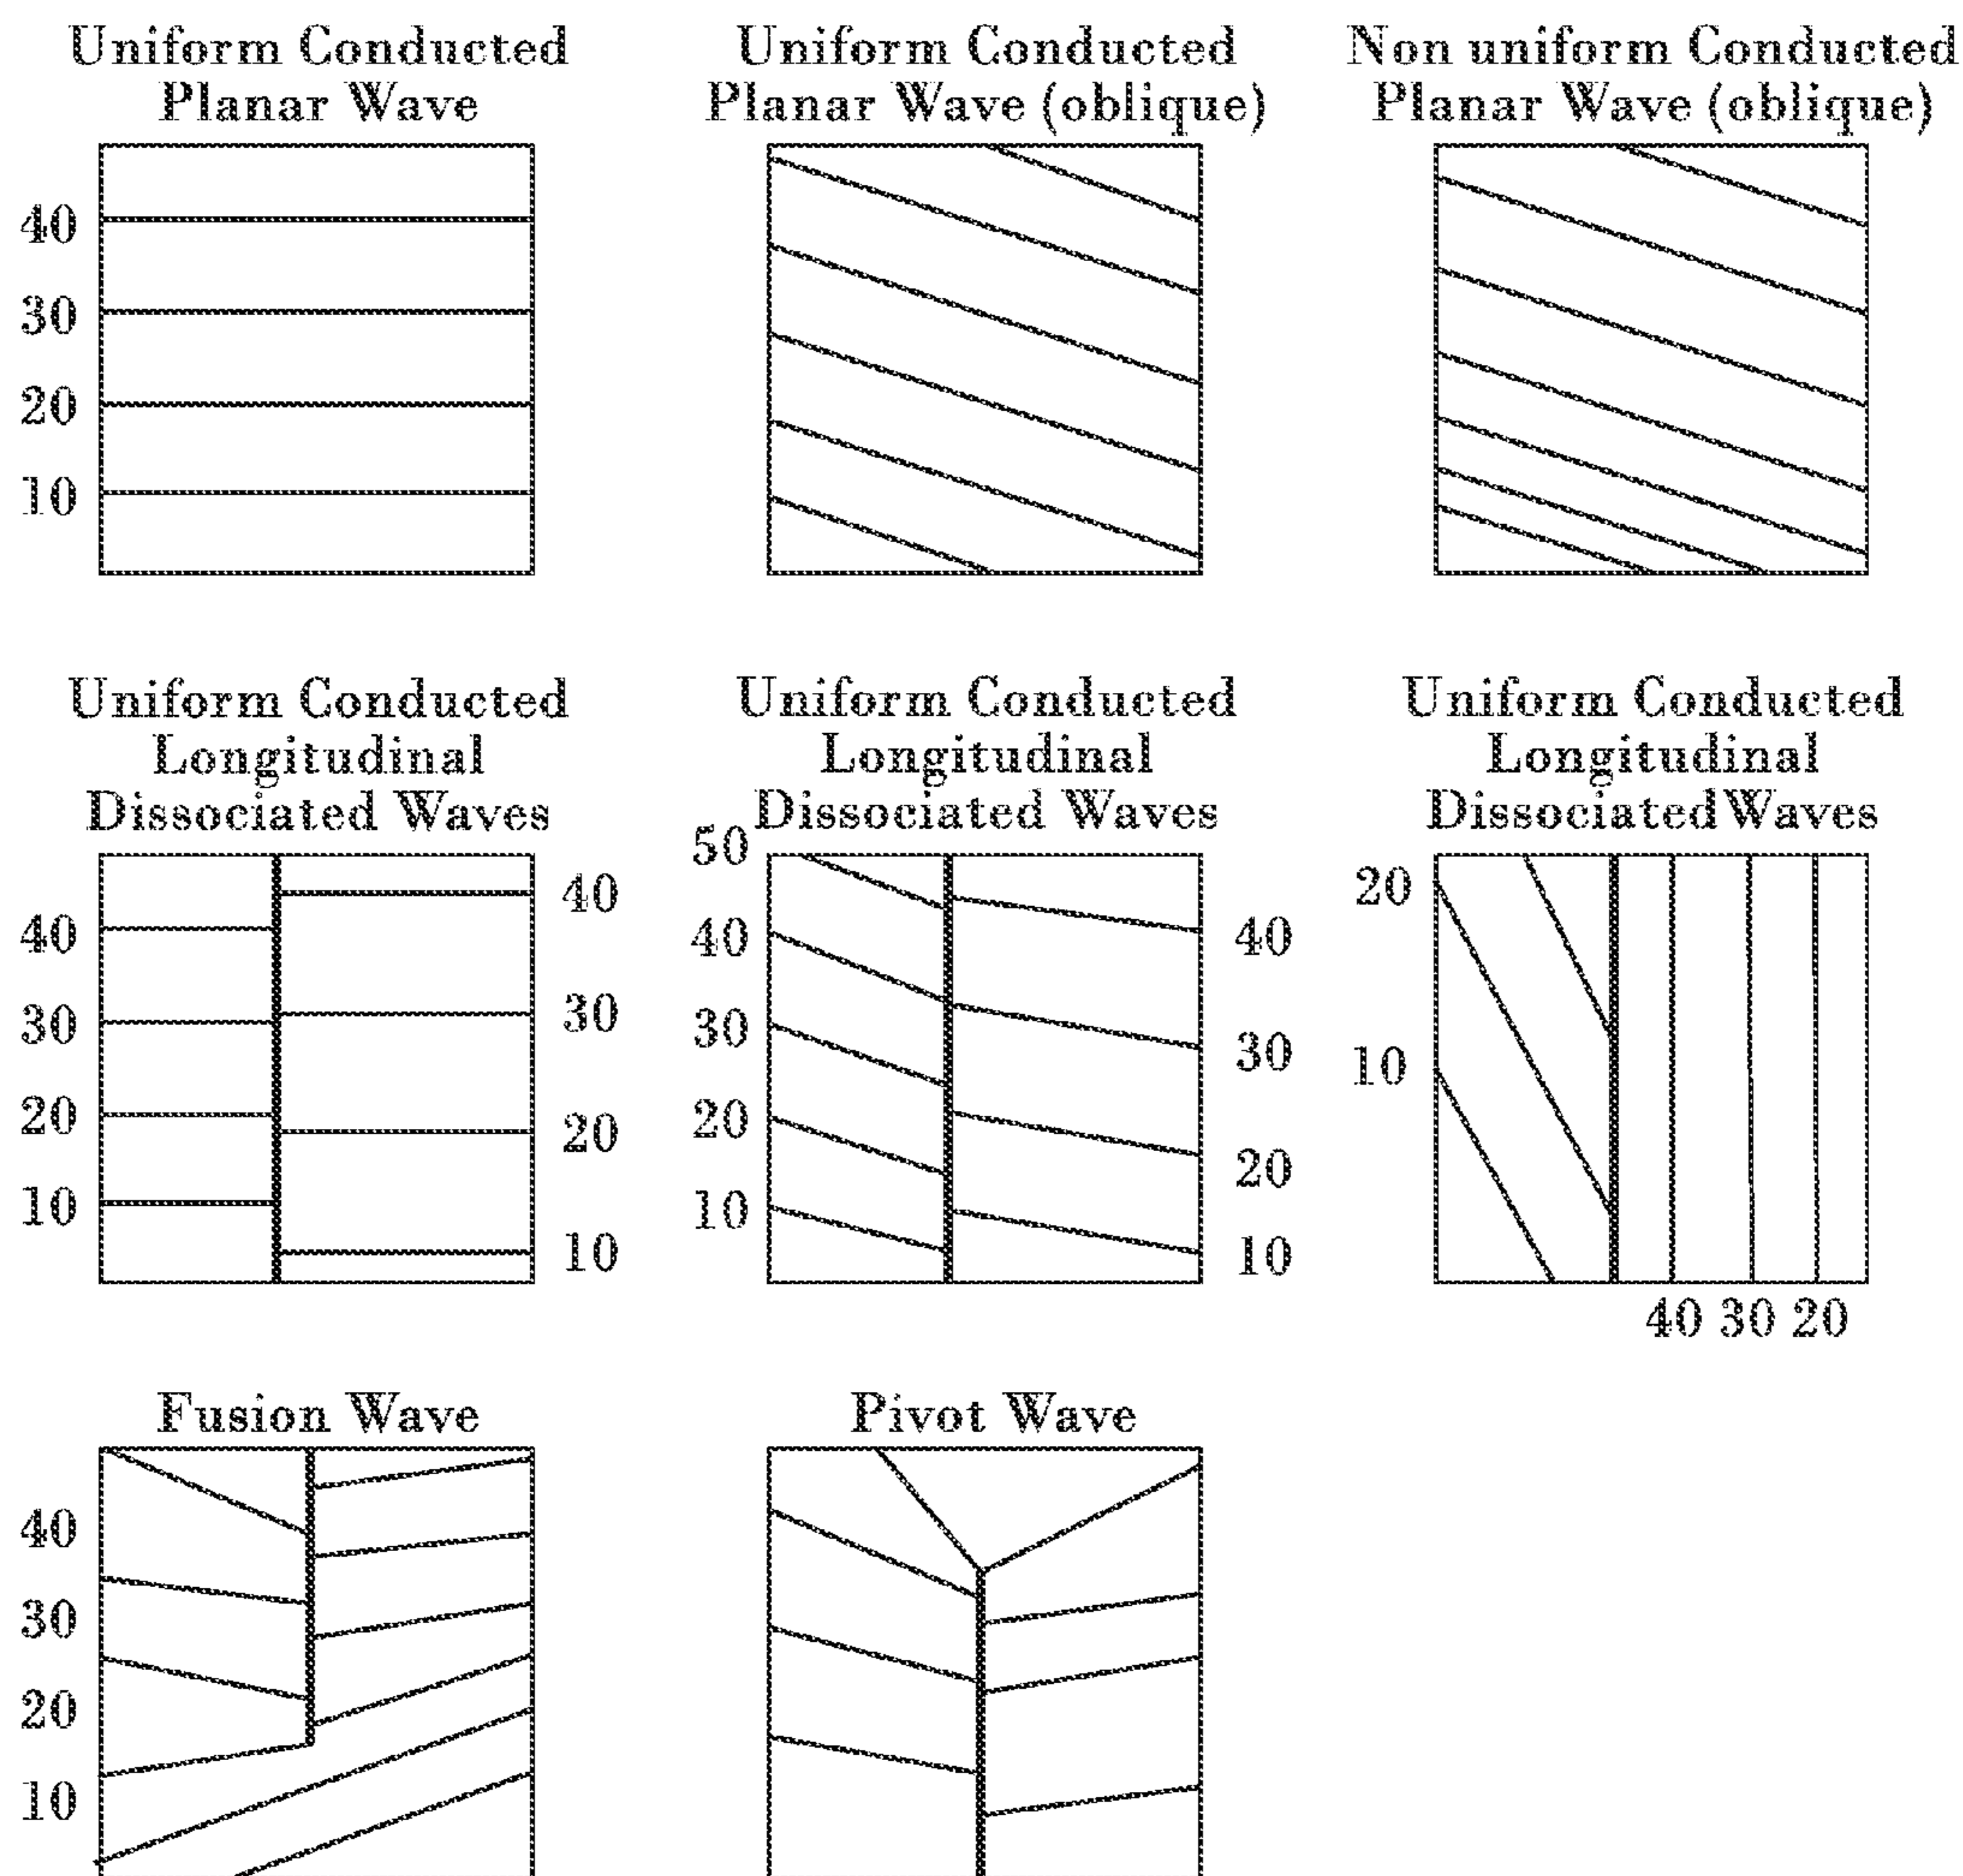 Uniform Conducted
Planar Wave
Uniform Conducted
Planar Wave (oblique)
Non uniform Conducted
Planar Wave (oblique)
40
30
20
10
Uniform Conducted
Longitudinal
Dissociated Waves
40
30
20
10
40
30
20
10
Uniform Conducted
Longitudinal
Dissociated Waves
50
40
30
20
10
40
30
20
10
Uniform Conducted
Longitudinal
Dissociated Waves
20
10
40 30 20
Fusion Wave
40
30
20
10
Pivot Wave